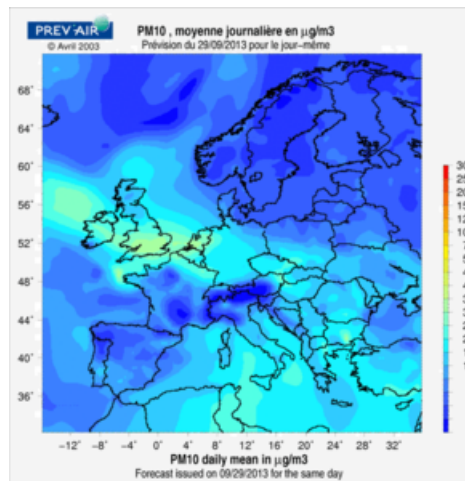 PREV'AIR
© Avril 2003
PM10 , moyenne journalière en µg/m3
Prévision du 29/09/2013 pour le jour-même
68°
64°
60°
56°
52°
48°
44°
40°
36°
-12° -8° -4° 0° 4° 8° 12° 16° 20° 24° 28° 32°
PM10 daily mean in µg/m3
Forecast issued on 09/29/2013 for the same day